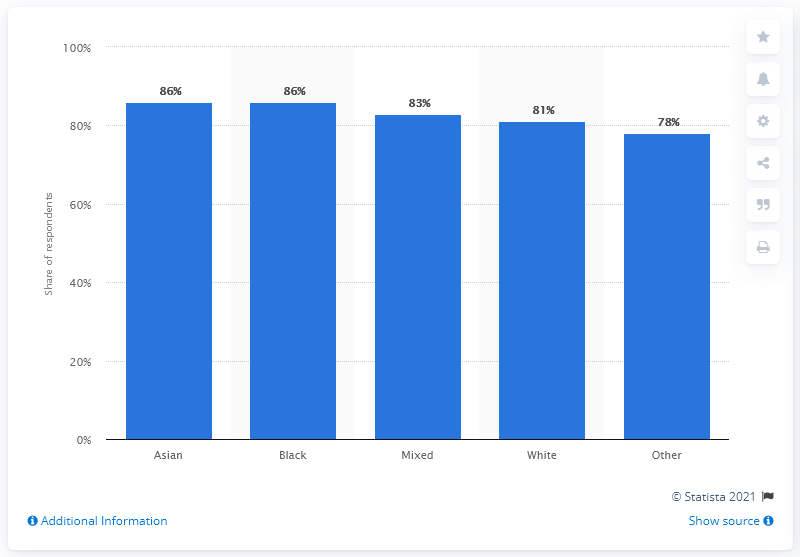 100%
80%
60%
40%
20%
0%
Share of respondents
86%
86%
83%
81%
78%
Asian
Black
Mixed
White
Other
© Statista 2021
Additional Information
Show source